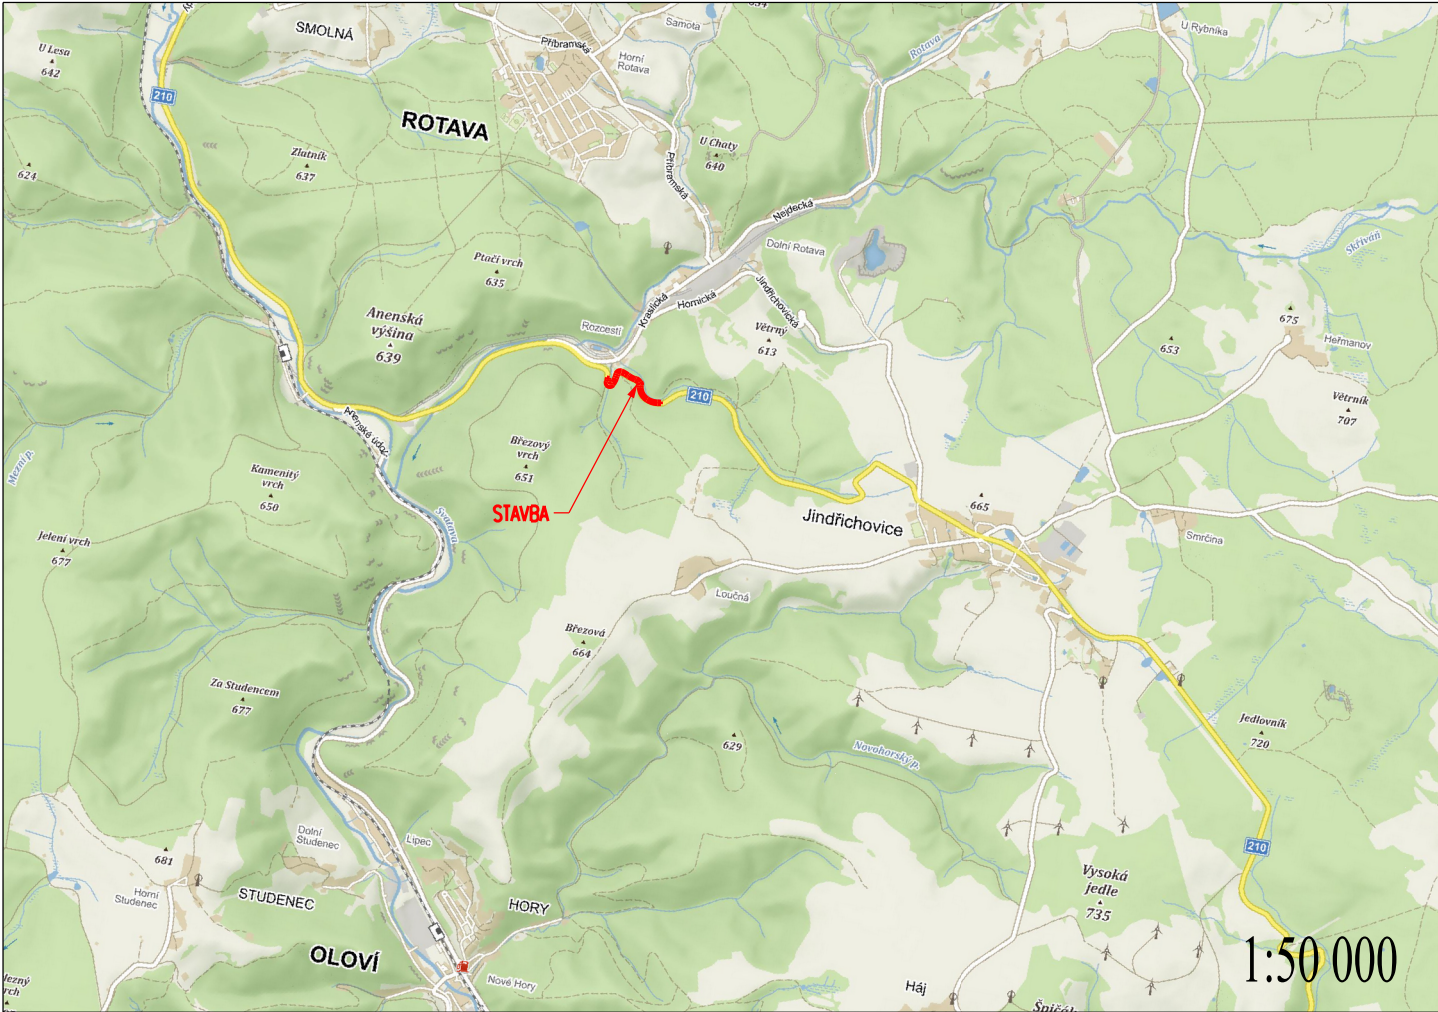 SMOLNÁ
Příbramská
Samota
U Rybníka
U Lesa
642
Horní
Rotava
Rotava
210
ROTAVA
U Chaty
640
Zlatník
637
624
Příbramská
Nejdecká
Dolní Rotava
Skřiváň
Ptačí vrch
635
Jindřichovická
Hornická
Kraslická
Anenská
výšina
639
Rozcestí
Větrný
613
675
Heřmanov
653
210
Větrník
707
Anenské údolí
Březový
vrch
651
Mezní p.
Kamenitý
vrch
650
STAVBA
665
Svatava
Jindřichovice
Smrčina
Jelení vrch
677
Loučná
Březová
664
Za Studencem
677
Jedlovník
720
629
Novohorský p.
Dolní
Studenec
Lipec
210
681
Horní
Studenec
STUDENEC
HORY
Vysoká
jedle
735
OLOVÍ
1:50 000
Nové Hory
Háj